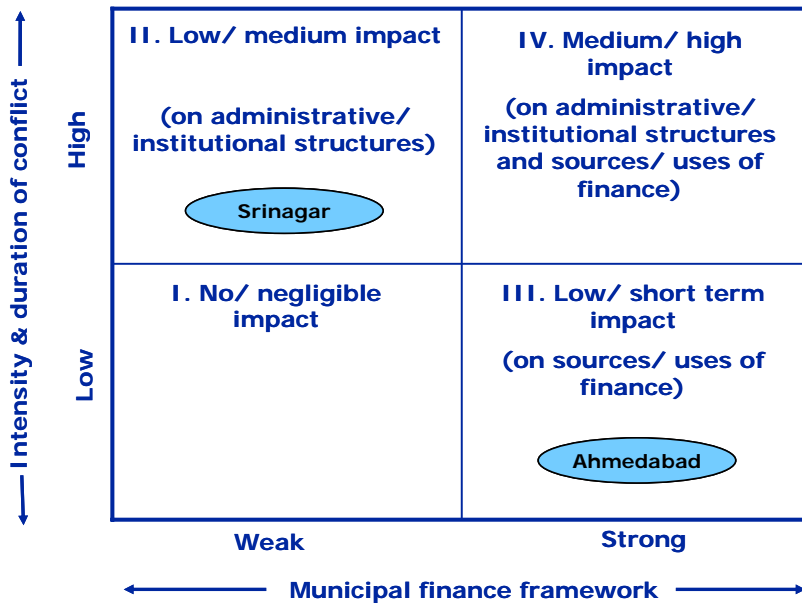 II. Low/ medium impact
(on administrative/
institutional structures)
Srinagar
IV. Medium/ high
impact
(on administrative/
institutional structures
and sources/ uses of
finance)
I. No/ negligible
impact
III. Low/ short term
impact
(on sources/ uses of
finance)
Ahmedabad
Intensity & duration of conflict
High
Low
Weak
Strong
Municipal finance framework